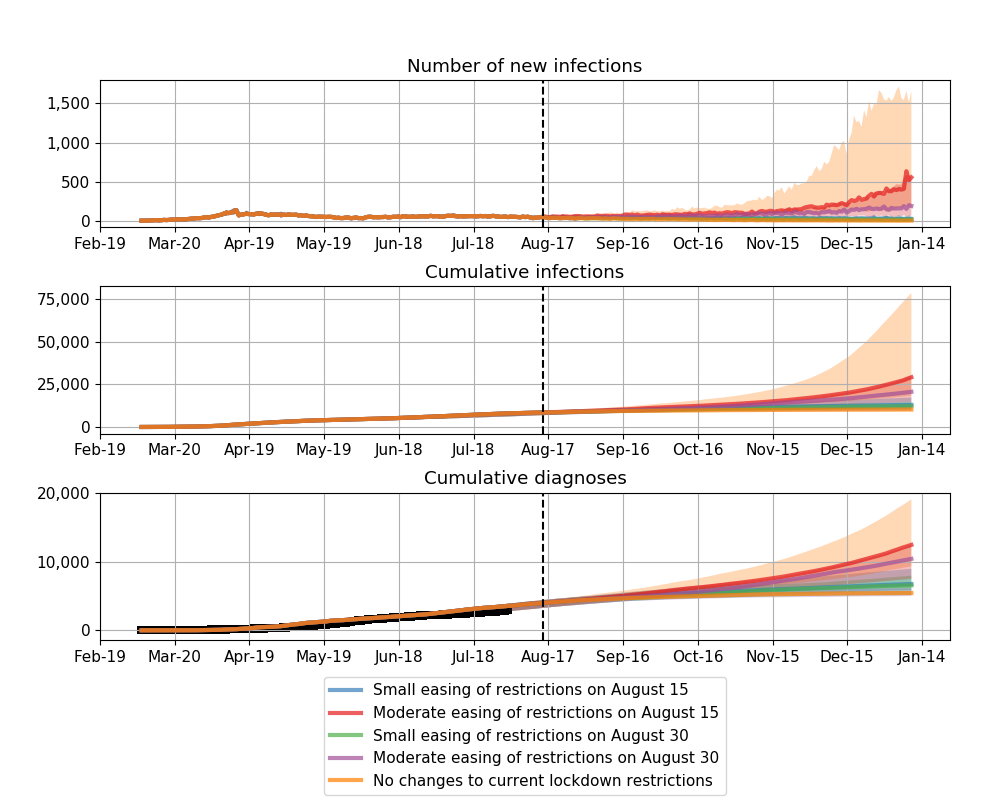 Number of new infections
1,500
1,000
500
0
Feb-19 Mar-20 Apr-19 May-19 Jun-18 Jul-18 Aug-17 Sep-16 Oct-16 Nov-15 Dec-15 Jan-14
Cumulative infections
75,000
50,000
25,000
0
Feb-19 Mar-20 Apr-19 May-19 Jun-18 Jul-18 Aug-17 Sep-16 Oct-16 Nov-15 Dec-15 Jan-14
Cumulative diagnoses
20,000
10,000
0
Feb-19 Mar-20 Apr-19 May-19 Jun-18 Jul-18 Aug-17 Sep-16 Oct-16 Nov-15 Dec-15 Jan-14
Small easing of restrictions on August 15
Moderate easing of restrictions on August 15
Small easing of restrictions on August 30
Moderate easing of restrictions on August 30
No changes to current lockdown restrictions